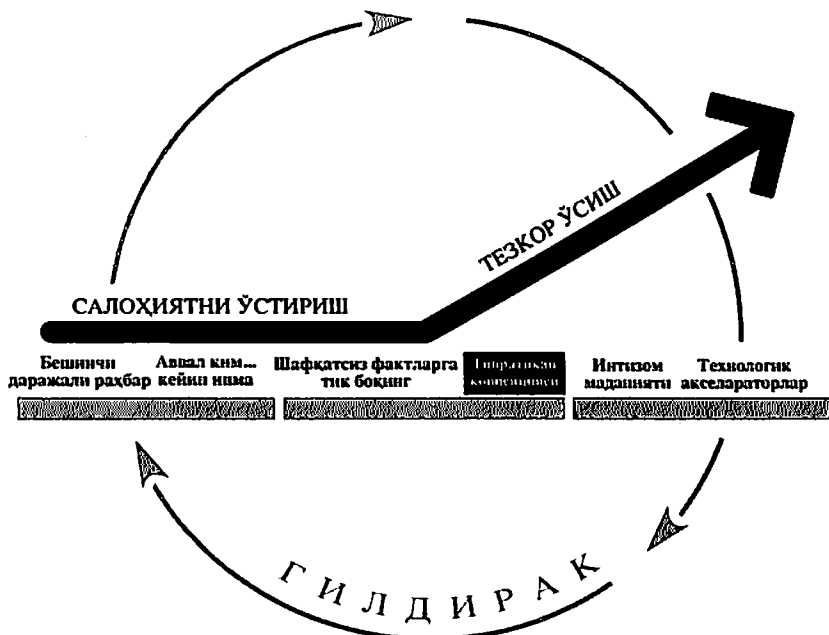 ТЕЗКОР ЎСИШ
САЛОҲИЯТНИ ЎСТИРИШ
Бешинчи
даражали раҳбар
Аввал ким...
кейин нима
Шафқатсиз фактларга
тик боқинг
концепцияси
Интизом
маданияти
Технологик
акселараторлар
ГИЛДИРАК